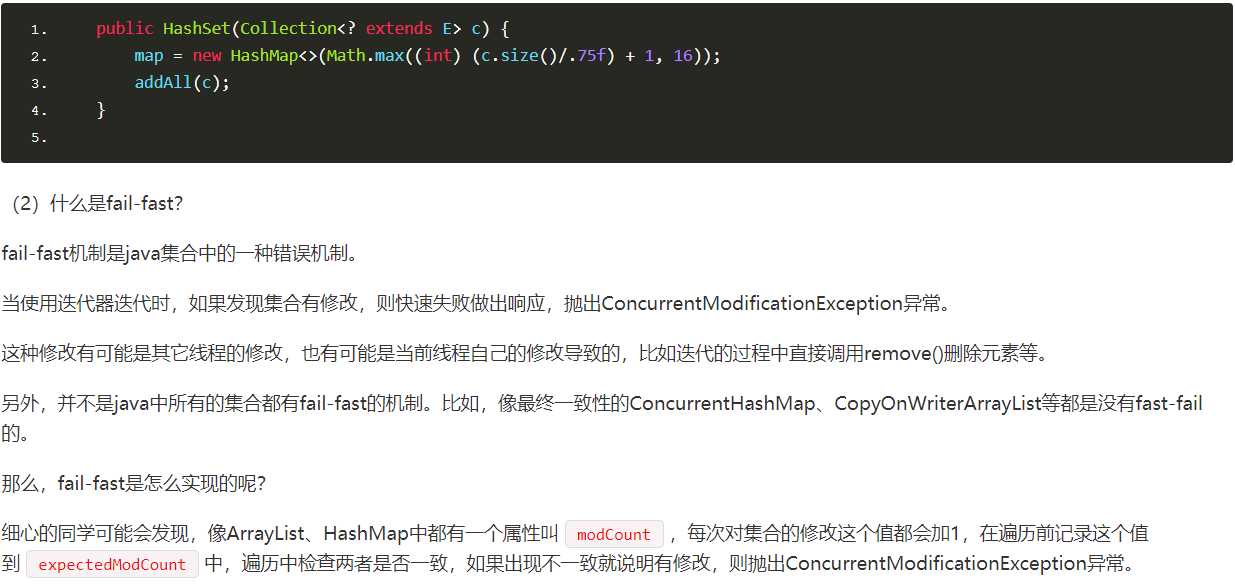 1. public HashSet(Collection<? extends E> c) {
2. map = new HashMap<>(Math.max((int) (c.size()/.75f) + 1, 16));
3. addAll(c);
4. }
5.
（2）什么是fail-fast？
fail-fast机制是java集合中的一种错误机制。
当使用迭代器迭代时，如果发现集合有修改，则快速失败做出响应，抛出ConcurrentModificationException异常。
这种修改有可能是其它线程的修改，也有可能是当前线程自己的修改导致的，比如迭代的过程中直接调用remove()删除元素等。
另外，并不是java中所有的集合都有fail-fast的机制。比如，像最终一致性的ConcurrentHashMap、CopyOnWriterArrayList等都是没有fast-fail
的。
那么，fail-fast是怎么实现的呢？
细心的同学可能会发现，像ArrayList、HashMap中都有一个属性叫 modCount ，每次对集合的修改这个值都会加1，在遍历前记录这个值
到 expectedModCount 中，遍历中检查两者是否一致，如果出现不一致就说明有修改，则抛出ConcurrentModificationException异常。